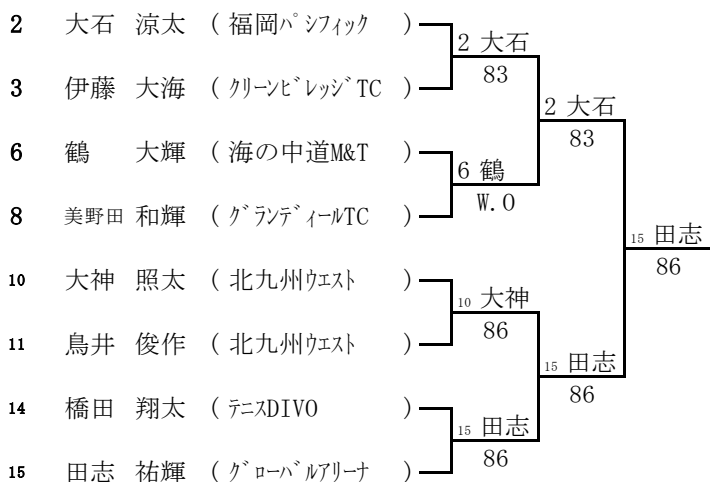 2 大石 涼太 ( 福岡ﾊﾟｼﾌｨｯｸ )
2 大石
83
3 伊藤 大海 ( ｸﾘｰﾝﾋﾞﾚｯｼﾞTC )
2 大石
83
6 鶴 大輝 ( 海の中道M&T )
6 鶴
W.O
8 美野田 和輝 ( ｸﾞﾗﾝﾃﾞｨｰﾙTC )
15 田志
86
10 大神 照太 ( 北九州ｳｴｽﾄ )
10 大神
86
11 鳥井 俊作 ( 北九州ｳｴｽﾄ )
15 田志
86
14 橋田 翔太 ( ﾃﾆｽDIVO )
15 田志
86
15 田志 祐輝 ( ｸﾞﾛｰﾊﾞﾙｱﾘｰﾅ )